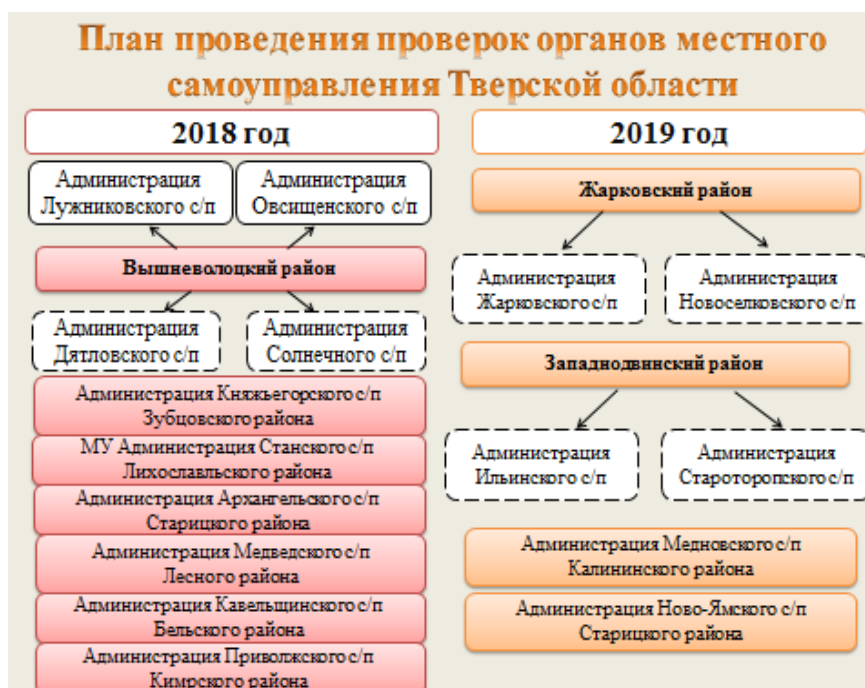 План проведения проверок органов местного
самоуправления Тверской области
2018 год
Администрация
Лужниковского с/п
Администрация
Овсищенского с/п
Вышневолоцкий район
Администрация
Дятловского с/п
Администрация
Солнечного с/п
Администрация Княжьегорского с/п
Зубцовского района
МУ Администрация Станского с/п
Лихославльского района
Администрация Архангельского с/п
Старицкого района
Администрация Медведского с/п
Лесного района
Администрация Кавельщинского с/п
Бельского района
Администрация Приволжского с/п
Кимрского района
2019 год
Жарковский район
Администрация
Жарковского с/п
Администрация
Новоселковского с/п
Западнодвинский район
Администрация
Ильинского с/п
Администрация
Староторопского с/п
Администрация Медновского с/п
Калининского района
Администрация Ново-Ямского с/п
Старицкого района